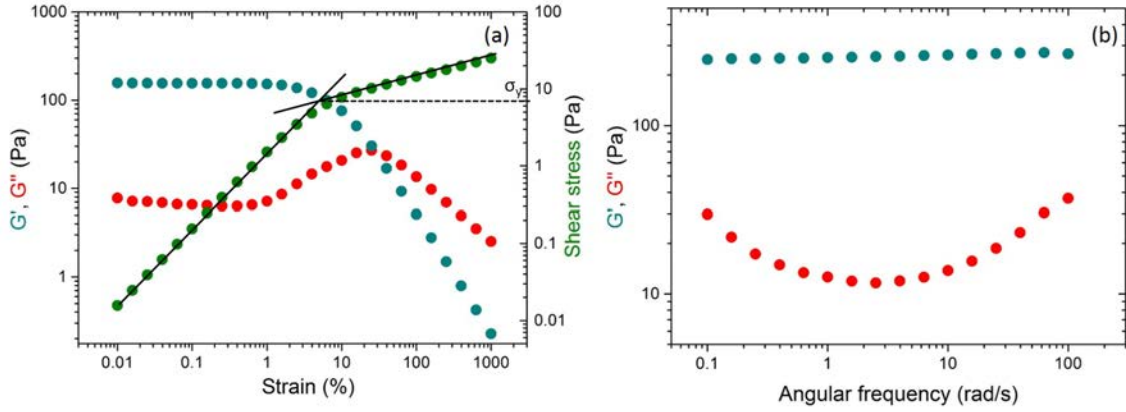 (a)
G', G" (Pa)
1000
100
10
1
Shear stress (Pa)
100
10
1
0.1
0.01
σy
0.01 0.1 1 10 100 1000
Strain (%)
(b)
G', G" (Pa)
100
10
0.1 1 10 100
Angular frequency (rad/s)